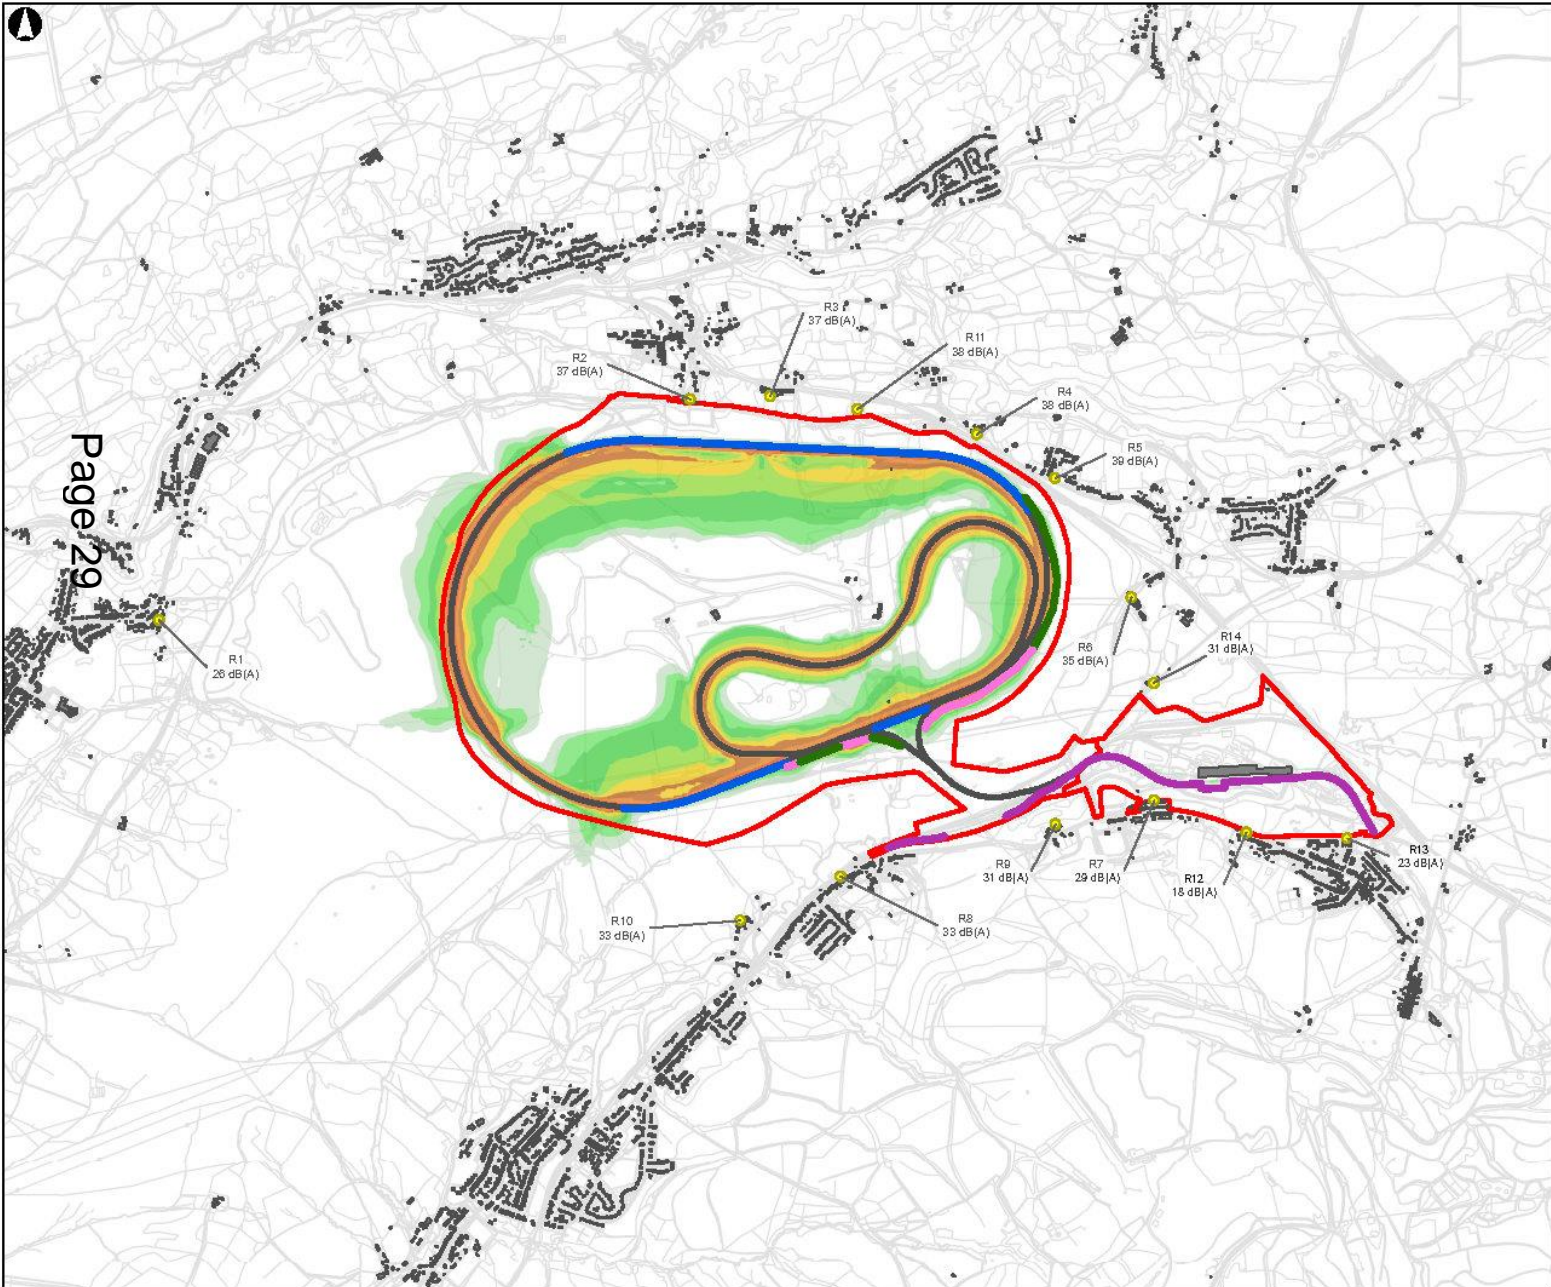 R3
37 dB(A)
R11
38 dB(A)
R2
37 dB(A)
R4
38 dB(A)
R5
39 dB(A)
Page 29
R1
26 dB(A)
R6
35 dB(A)
R14
31 dB(A)
R9
31 dB(A)
R7
29 dB(A)
R12
18 dB(A)
R13
23 dB(A)
R10
33 dB(A)
R8
33 dB(A)